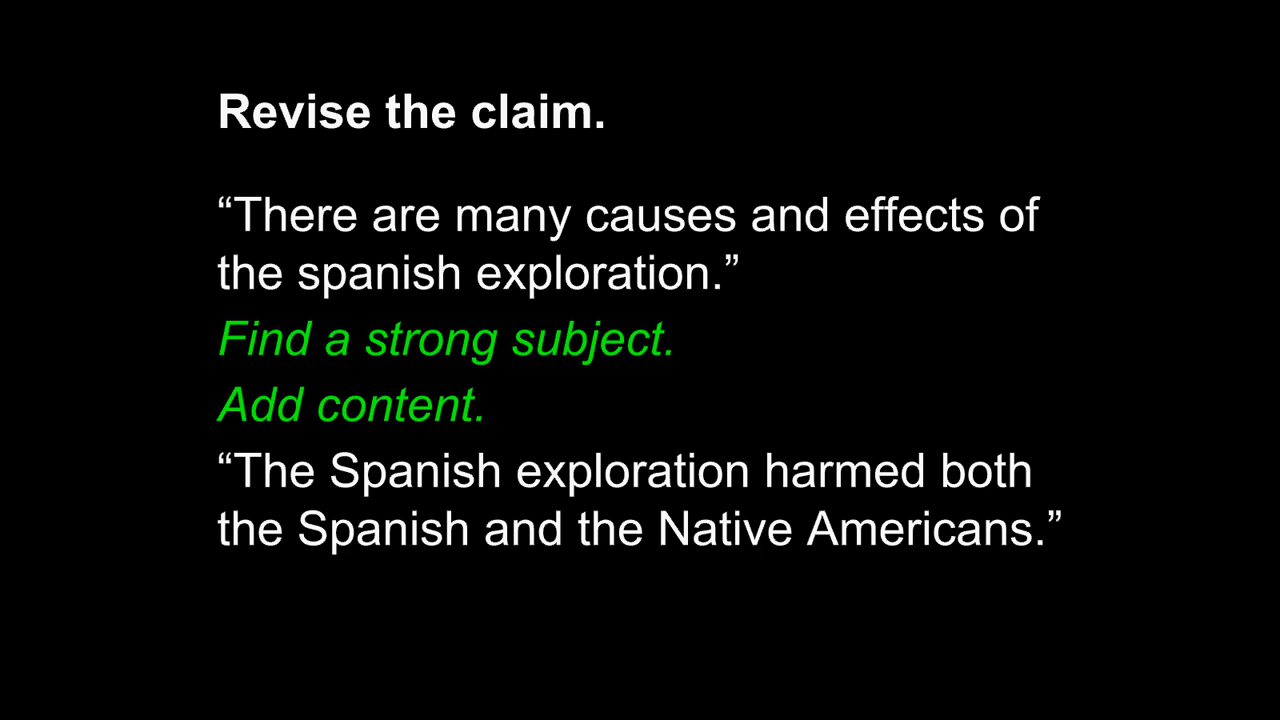 Revise the claim.
“There are many causes and effects of
the spanish exploration.”
Find a strong subject.
Add content.
“The Spanish exploration harmed both
the Spanish and the Native Americans.”